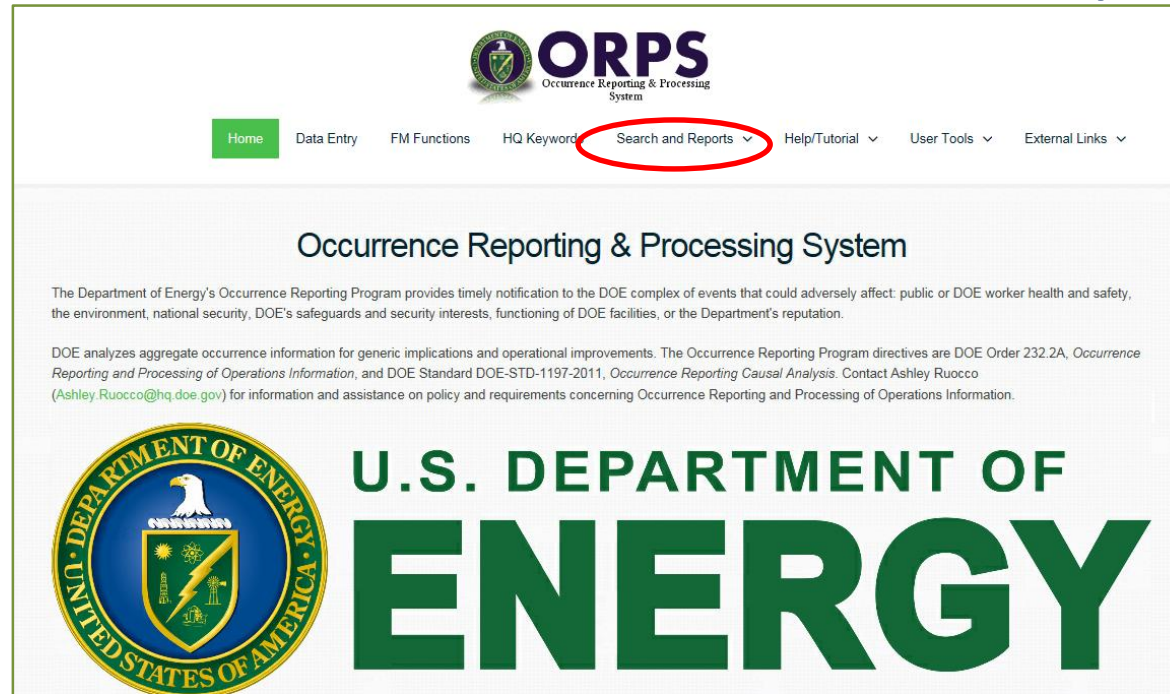 ORPS
Occurrence Reporting & Processing
System
Home Data Entry FM Functions HQ Keywords Search and Reports Help/Tutorial User Tools External Links
Occurrence Reporting & Processing System
The Department of Energy's Occurrence Reporting Program provides timely notification to the DOE complex of events that could adversely affect: public or DOE worker health and safety,
the environment, national security, DOE's safeguards and security interests, functioning of DOE facilities, or the Department's reputation.
DOE analyzes aggregate occurrence information for generic implications and operational improvements. The Occurrence Reporting Program directives are DOE Order 232.2A, Occurrence
Reporting and Processing of Operations Information, and DOE Standard DOE-STD-1197-2011, Occurrence Reporting Causal Analysis. Contact Ashley Ruocco
(Ashley.Ruocco@hq.doe.gov) for information and assistance on policy and requirements concerning Occurrence Reporting and Processing of Operations Information.
DEPARTMENT OF ENERGY
UNITED STATES OF AMERICA
U.S. DEPARTMENT OF
ENERGY